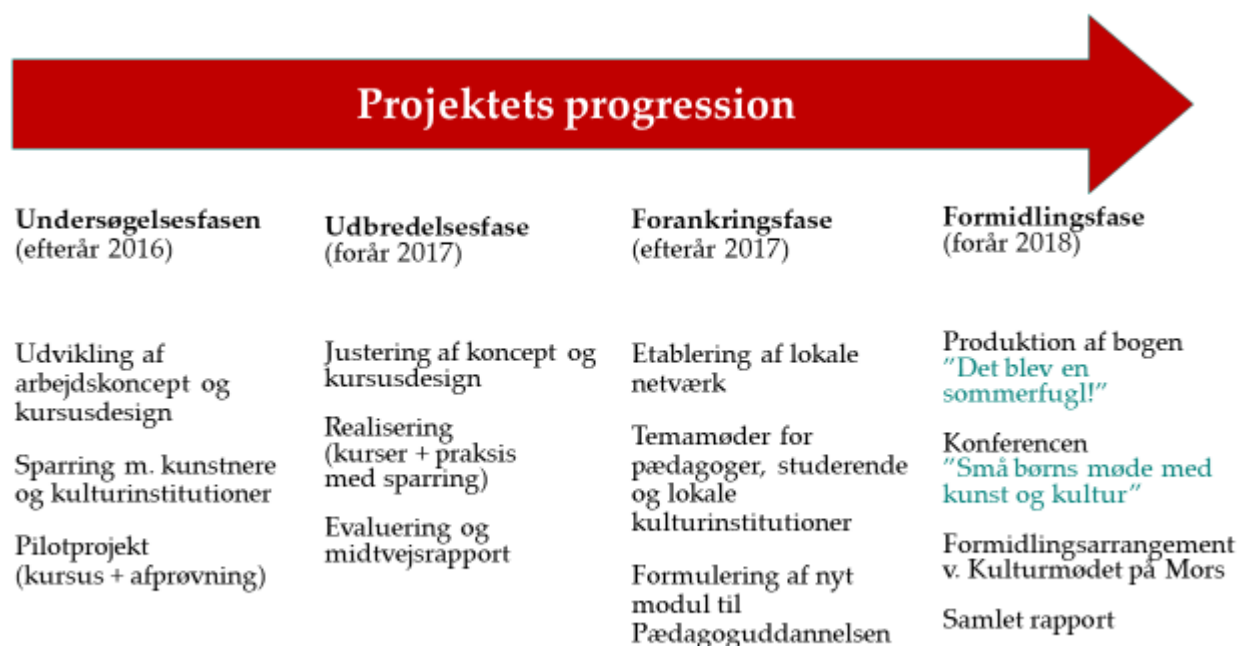 Projektets progression
Undersøgelsesfasen
(efterår 2016)
Udvikling af
arbejdskoncept og
kursusdesign
Sparring m. kunstnere
og kulturinstitutioner
Pilotprojekt
(kursus + afprøvning)
Udbredelsesfase
(forår 2017)
Justering af koncept og
kursusdesign
Realisering
(kurser + praksis
med sparring)
Evaluering og
midtvejsrapport
Forankringsfase
(efterår 2017)
Etablering af lokale
netværk
Temamøder for
pædagoger, studerende
og lokale
kulturinstitutioner
Formulering af nyt
modul til
Pædagoguddannelsen
Formidlingsfase
(forår 2018)
Produktion af bogen
”Det blev en
sommerfugl!”
Konferencen
”Små børns møde med
kunst og kultur”
Formidlingsarrangement
v. Kulturmødet på Mors
Samlet rapport